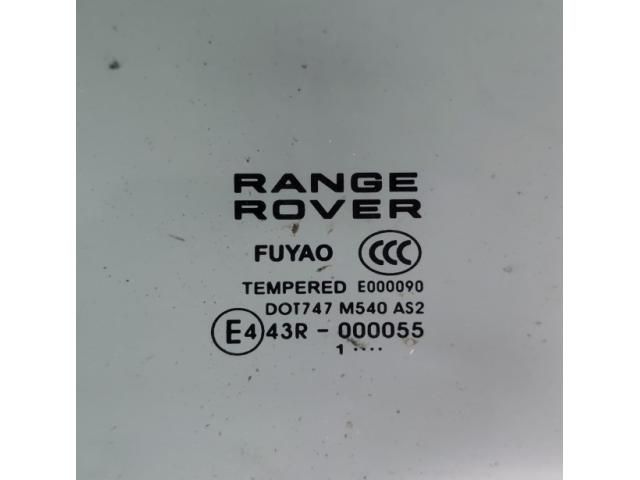 RANGE
ROVER
FUYAO CCC
TEMPERED E000090
DOT747 M540 AS2
E4 43R - 000055
1 ....